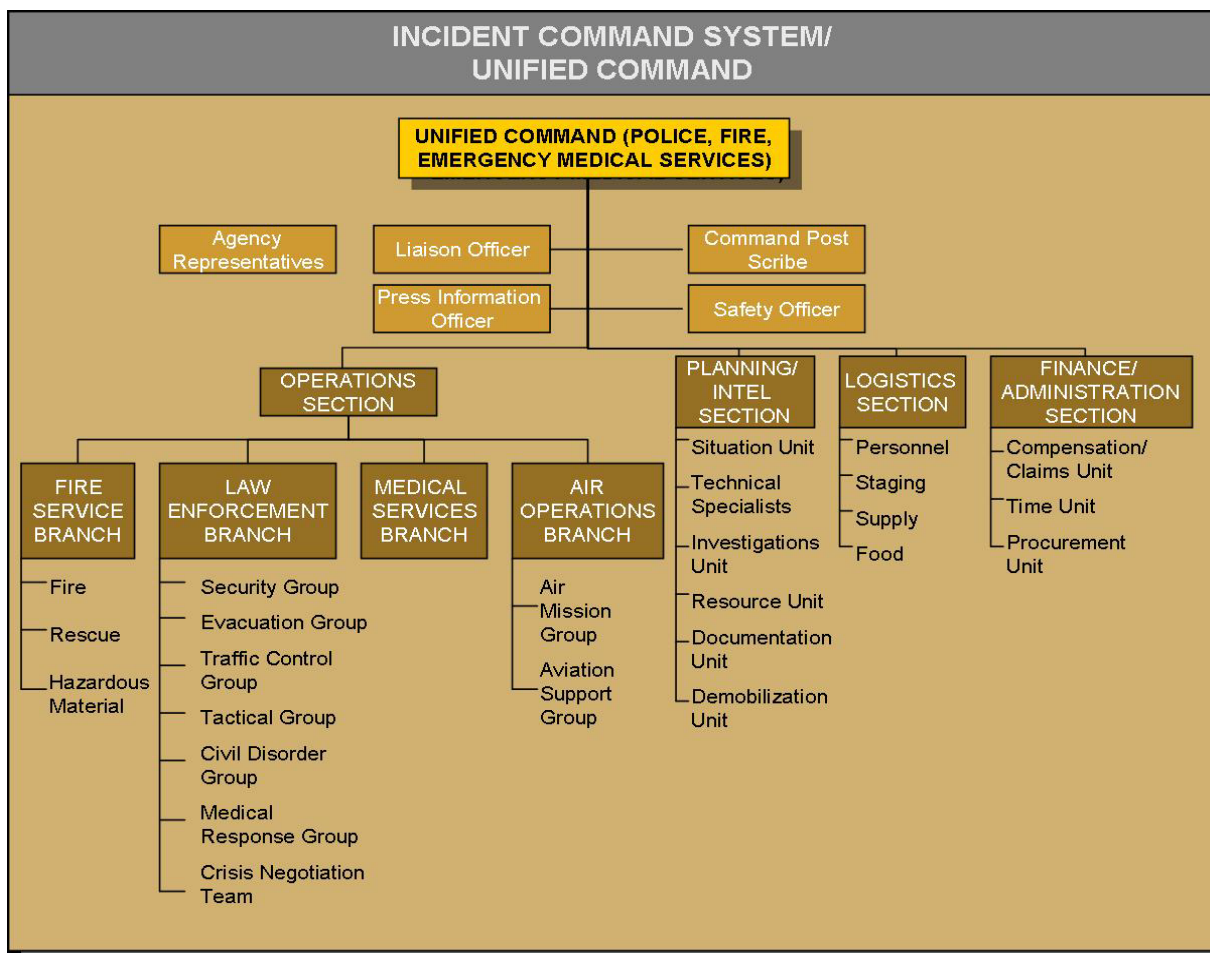 INCIDENT COMMAND SYSTEM/
UNIFIED COMMAND
UNIFIED COMMAND (POLICE, FIRE,
EMERGENCY MEDICAL SERVICES)
Agency
Representatives
Liaison Officer
Command Post
Scribe
Press Information
Officer
Safety Officer
OPERATIONS
SECTION
PLANNING/
INTEL
SECTION
LOGISTICS
SECTION
FINANCE/
ADMINISTRATION
SECTION
FIRE
SERVICE
BRANCH
Fire
Rescue
Hazardous
Material
LAW
ENFORCEMENT
BRANCH
Security Group
Evacuation Group
Traffic Control
Group
Tactical Group
Civil Disorder
Group
Medical
Response Group
Crisis Negotiation
Team
MEDICAL
SERVICES
BRANCH
AIR
OPERATIONS
BRANCH
Air
Mission
Group
Aviation
Support
Group
Situation Unit
Technical
Specialists
Investigations
Unit
Resource Unit
Documentation
Unit
Demobilization
Unit
Personnel
Staging
Supply
Food
Compensation/
Claims Unit
Time Unit
Procurement
Unit